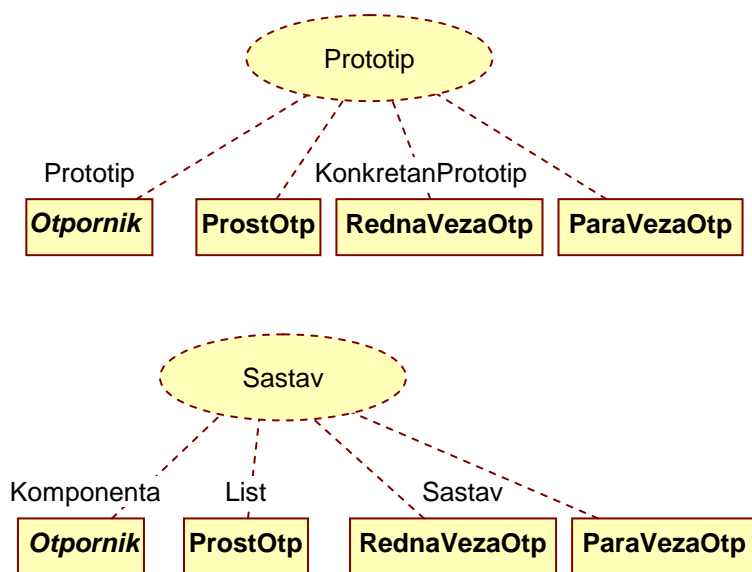 Prototip
Prototip KonkretanPrototip
Otpornik ProstOtp RednaVezaOtp ParaVezaOtp
Sastav
Komponenta List Sastav
Otpornik ProstOtp RednaVezaOtp ParaVezaOtp